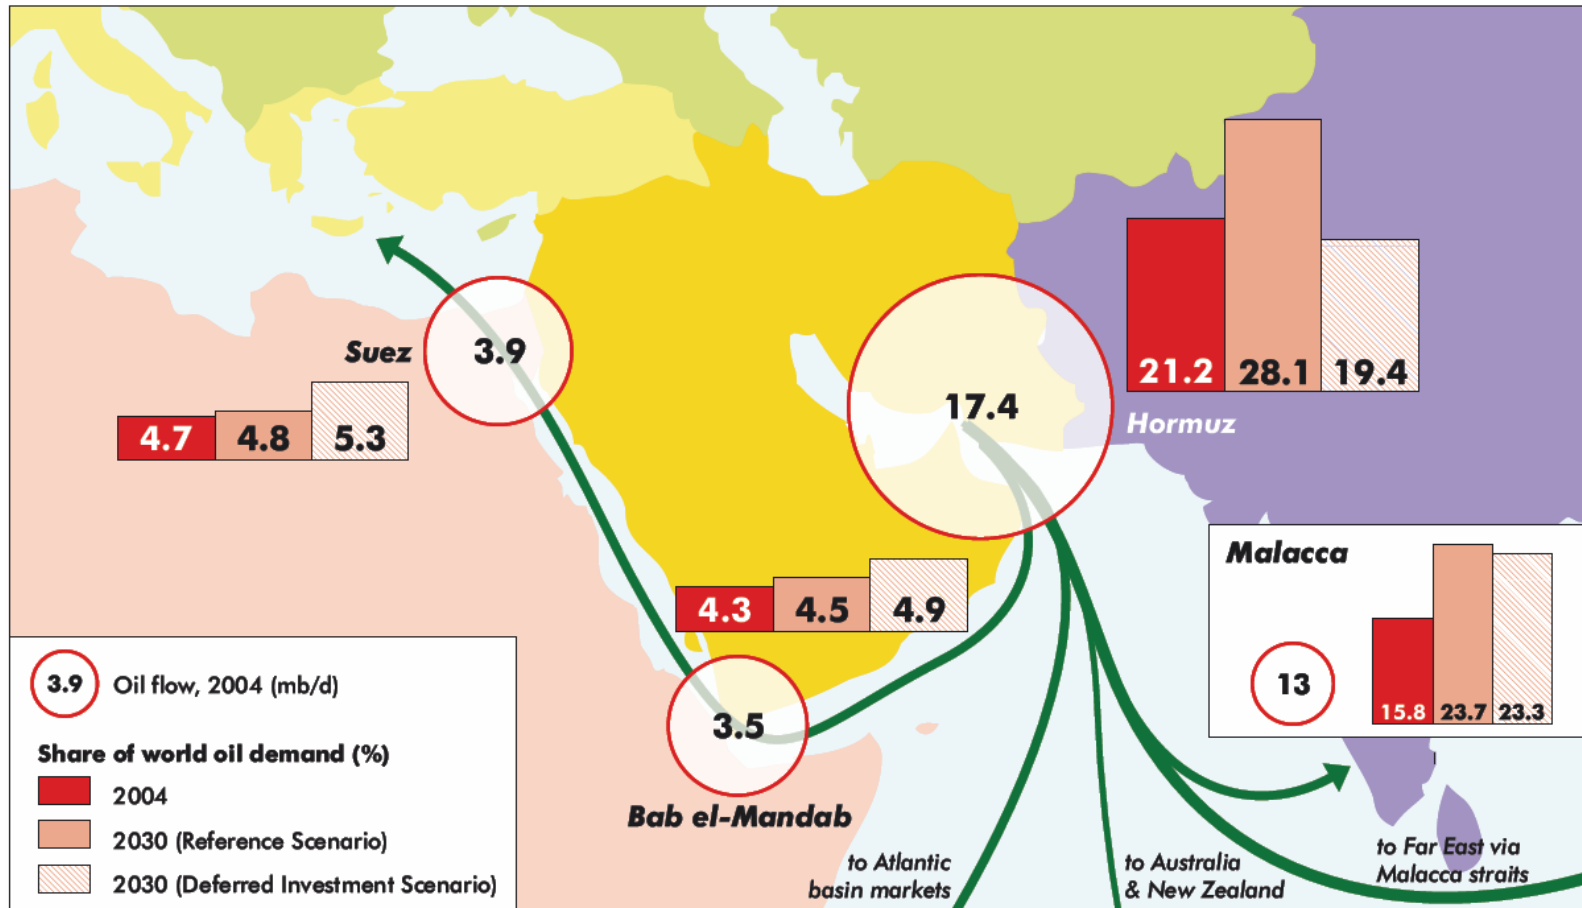 Suez
3.9
4.7 4.8 5.3
17.4
21.2 28.1 19.4
Hormuz
4.3 4.5 4.9
3.5
Bab el-Mandab
Malacca
13
15.8 23.7 23.3
to Atlantic
basin markets
to Australia
& New Zealand
to Far East via
Malacca straits
3.9 Oil flow, 2004 (mb/d)
Share of world oil demand (%)
2004
2030 (Reference Scenario)
2030 (Deferred Investment Scenario)